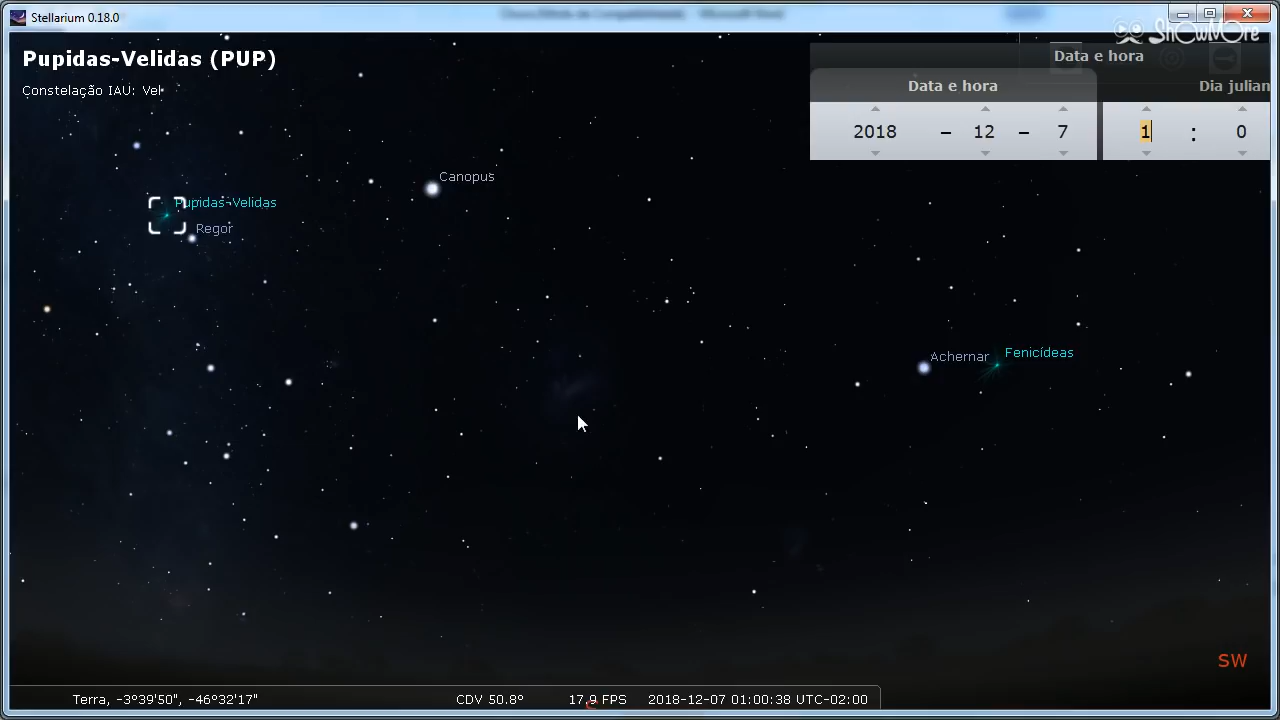 Stellarium 0.18.0
ShowMore
Pupidas-Velidas (PUP)
Constelação IAU: Vel
Data e hora
Data e hora
Dia julian
2018 - 12 - 7
1 : 0
Canopus
Pupidas-Velidas
Regor
Achernar
Fenicídeas
SW
Terra, -3°39'50", -46°32'17"
CDV 50.8°
17.9 FPS
2018-12-07 01:00:38 UTC-02:00